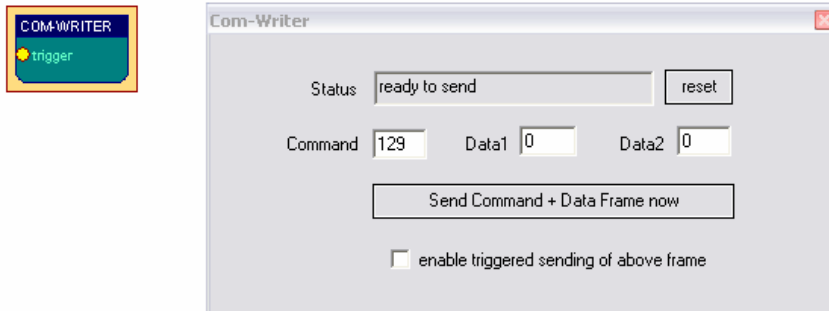 COM-WRITER
trigger
Com-Writer
Status ready to send reset
Command 129 Data1 0 Data2 0
Send Command + Data Frame now
enable triggered sending of above frame